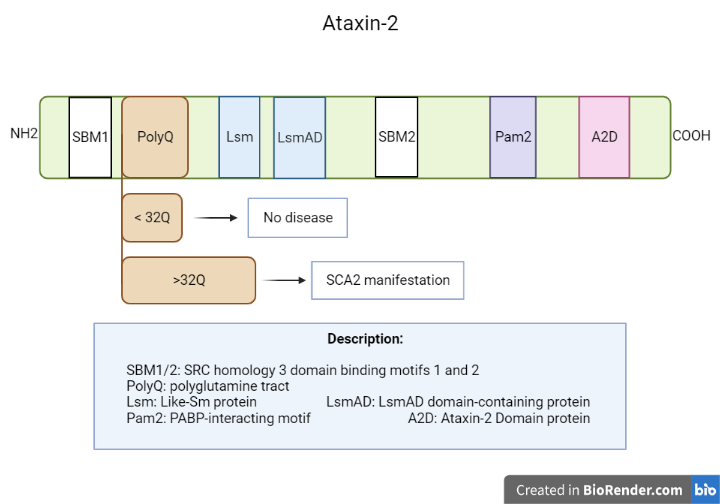 Ataxin-2
NH2 SBM1 PolyQ Lsm LsmAD SBM2 Pam2 A2D COOH
< 32Q No disease
>32Q SCA2 manifestation
Description:
SBM1/2: SRC homology 3 domain binding motifs 1 and 2
PolyQ: polyglutamine tract
Lsm: Like-Sm protein LsmAD: LsmAD domain-containing protein
Pam2: PABP-interacting motif A2D: Ataxin-2 Domain protein
Created in BioRender.com bio